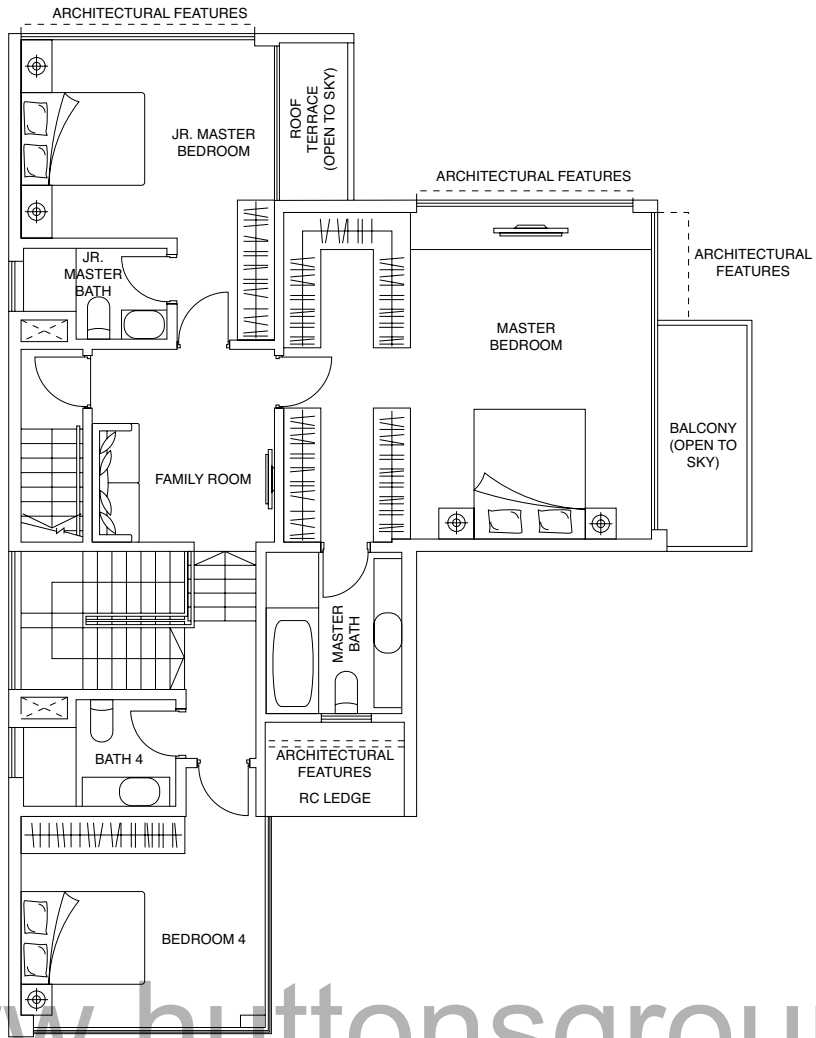 ARCHITECTURAL FEATURES
ROOF
TERRACE
(OPEN TO SKY)
JR. MASTER
BEDROOM
ARCHITECTURAL FEATURES
ARCHITECTURAL
FEATURES
JR.
MASTER
BATH
MASTER
BEDROOM
BALCONY
(OPEN TO
SKY)
FAMILY ROOM
MASTER
BATH
BATH 4
ARCHITECTURAL
FEATURES
RC LEDGE
BEDROOM 4
w.huttonsgrou